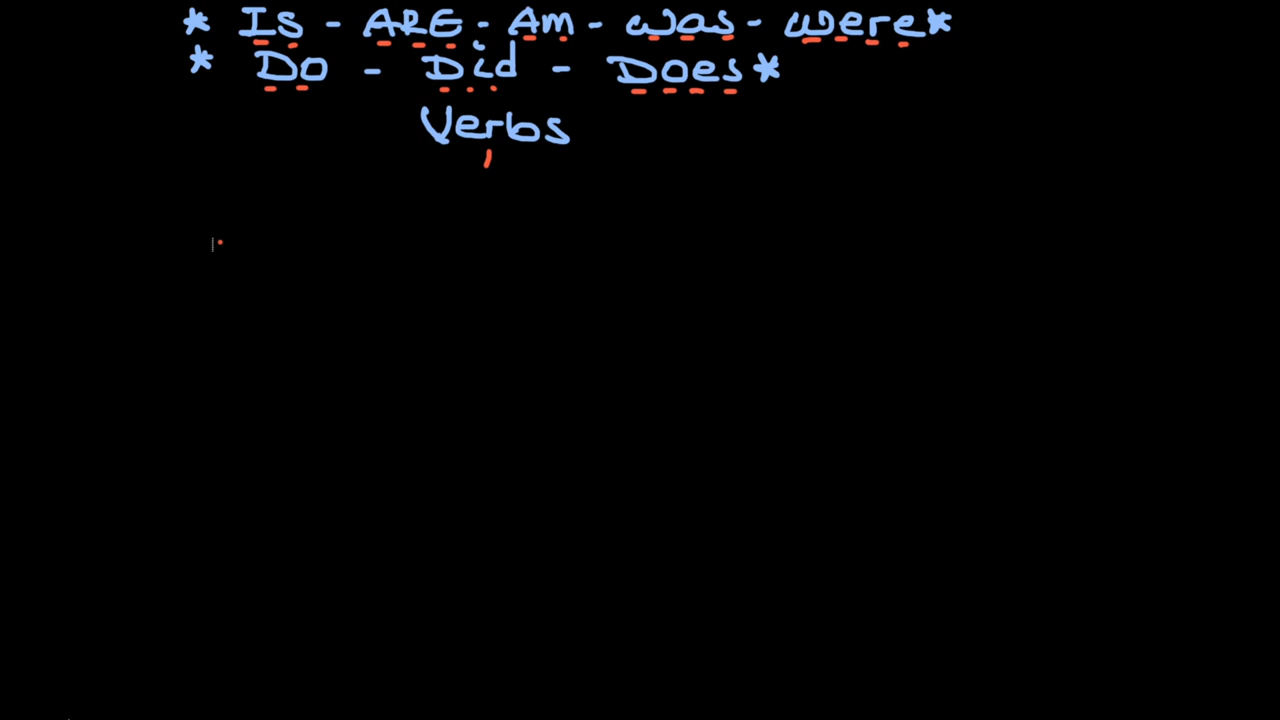 * Is - ARE - Am - was - were *
* Do - Did - Does *
Verbs